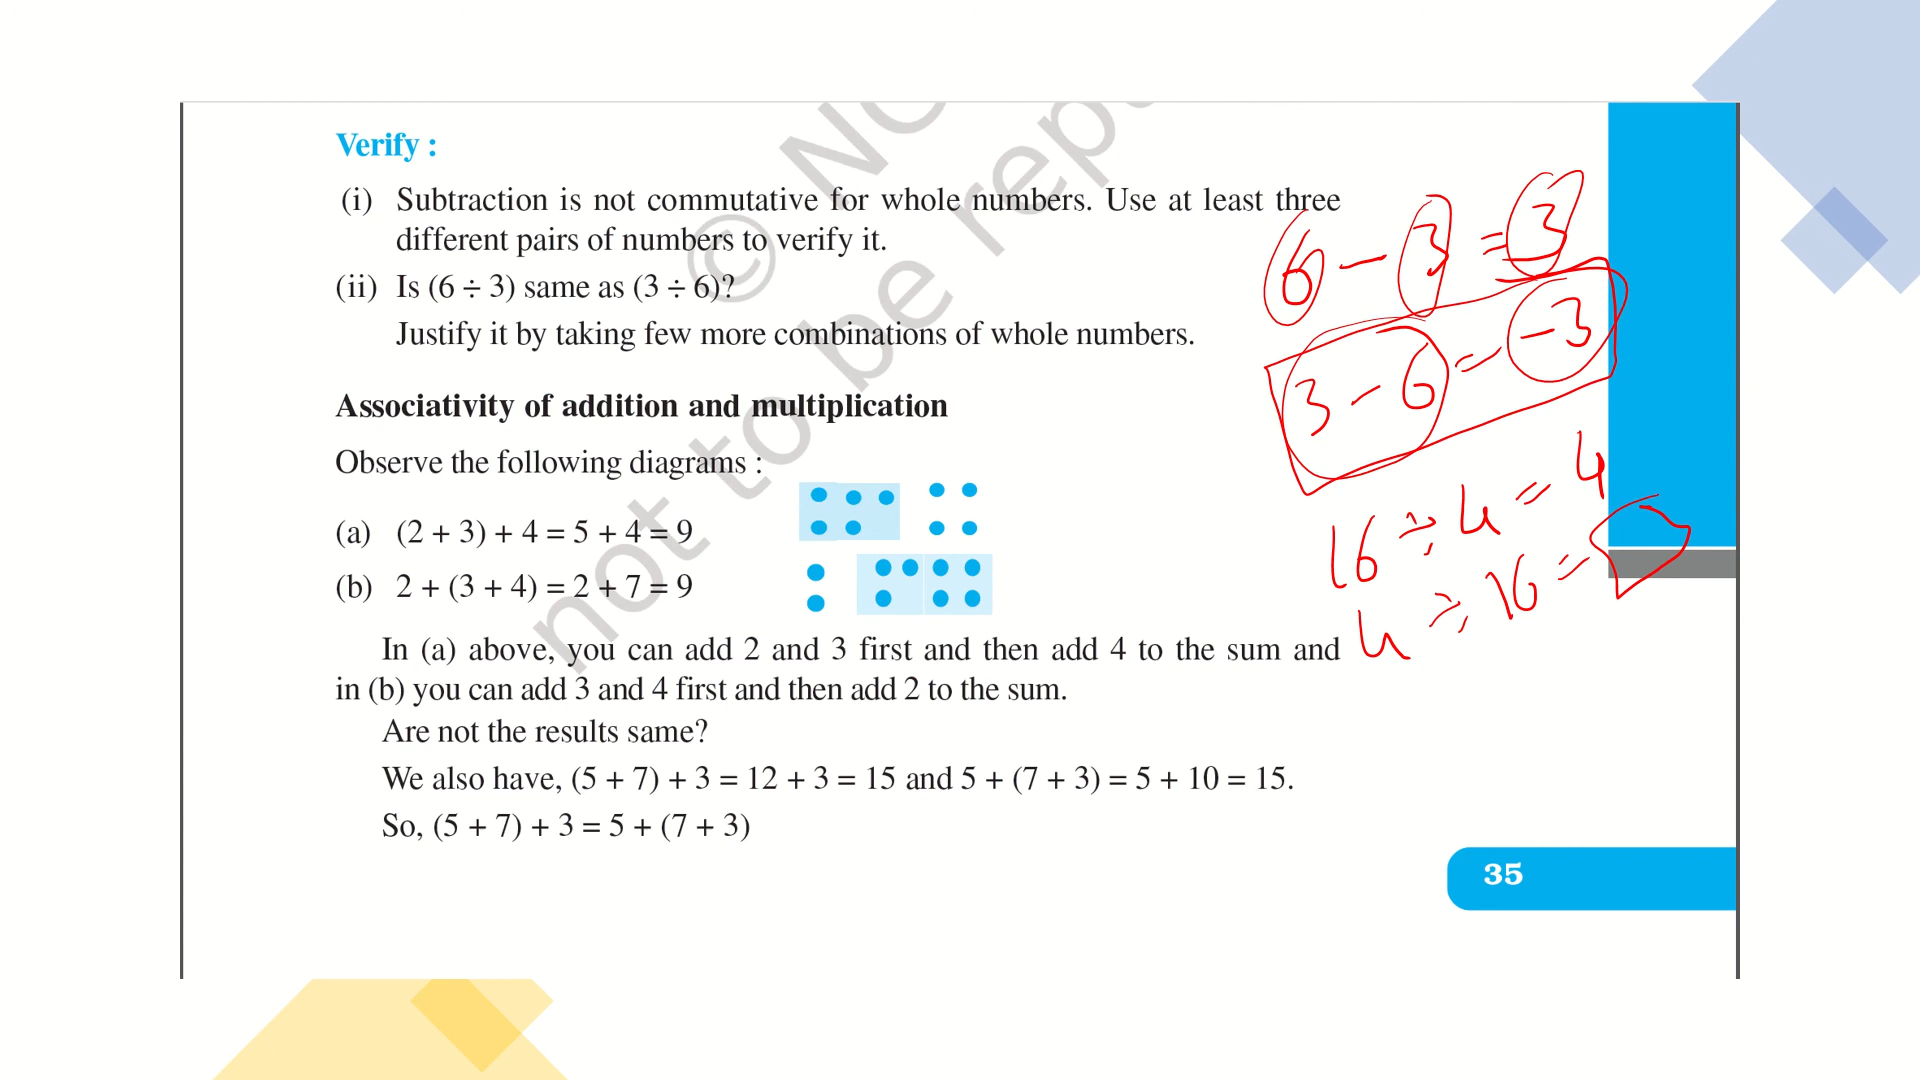 © NO
not to be repu
Verify :
(i) Subtraction is not commutative for whole numbers. Use at least three
different pairs of numbers to verify it.
(ii) Is (6 ÷ 3) same as (3 ÷ 6)?
Justify it by taking few more combinations of whole numbers.
Associativity of addition and multiplication
Observe the following diagrams :
(a) (2 + 3) + 4 = 5 + 4 = 9
(b) 2 + (3 + 4) = 2 + 7 = 9
In (a) above, you can add 2 and 3 first and then add 4 to the sum and
in (b) you can add 3 and 4 first and then add 2 to the sum.
Are not the results same?
We also have, (5 + 7) + 3 = 12 + 3 = 15 and 5 + (7 + 3) = 5 + 10 = 15.
So, (5 + 7) + 3 = 5 + (7 + 3)
6 - 3 = 3
3 - 6 = -3
16 ÷ 4 = 4
4 ÷ 16 =
35